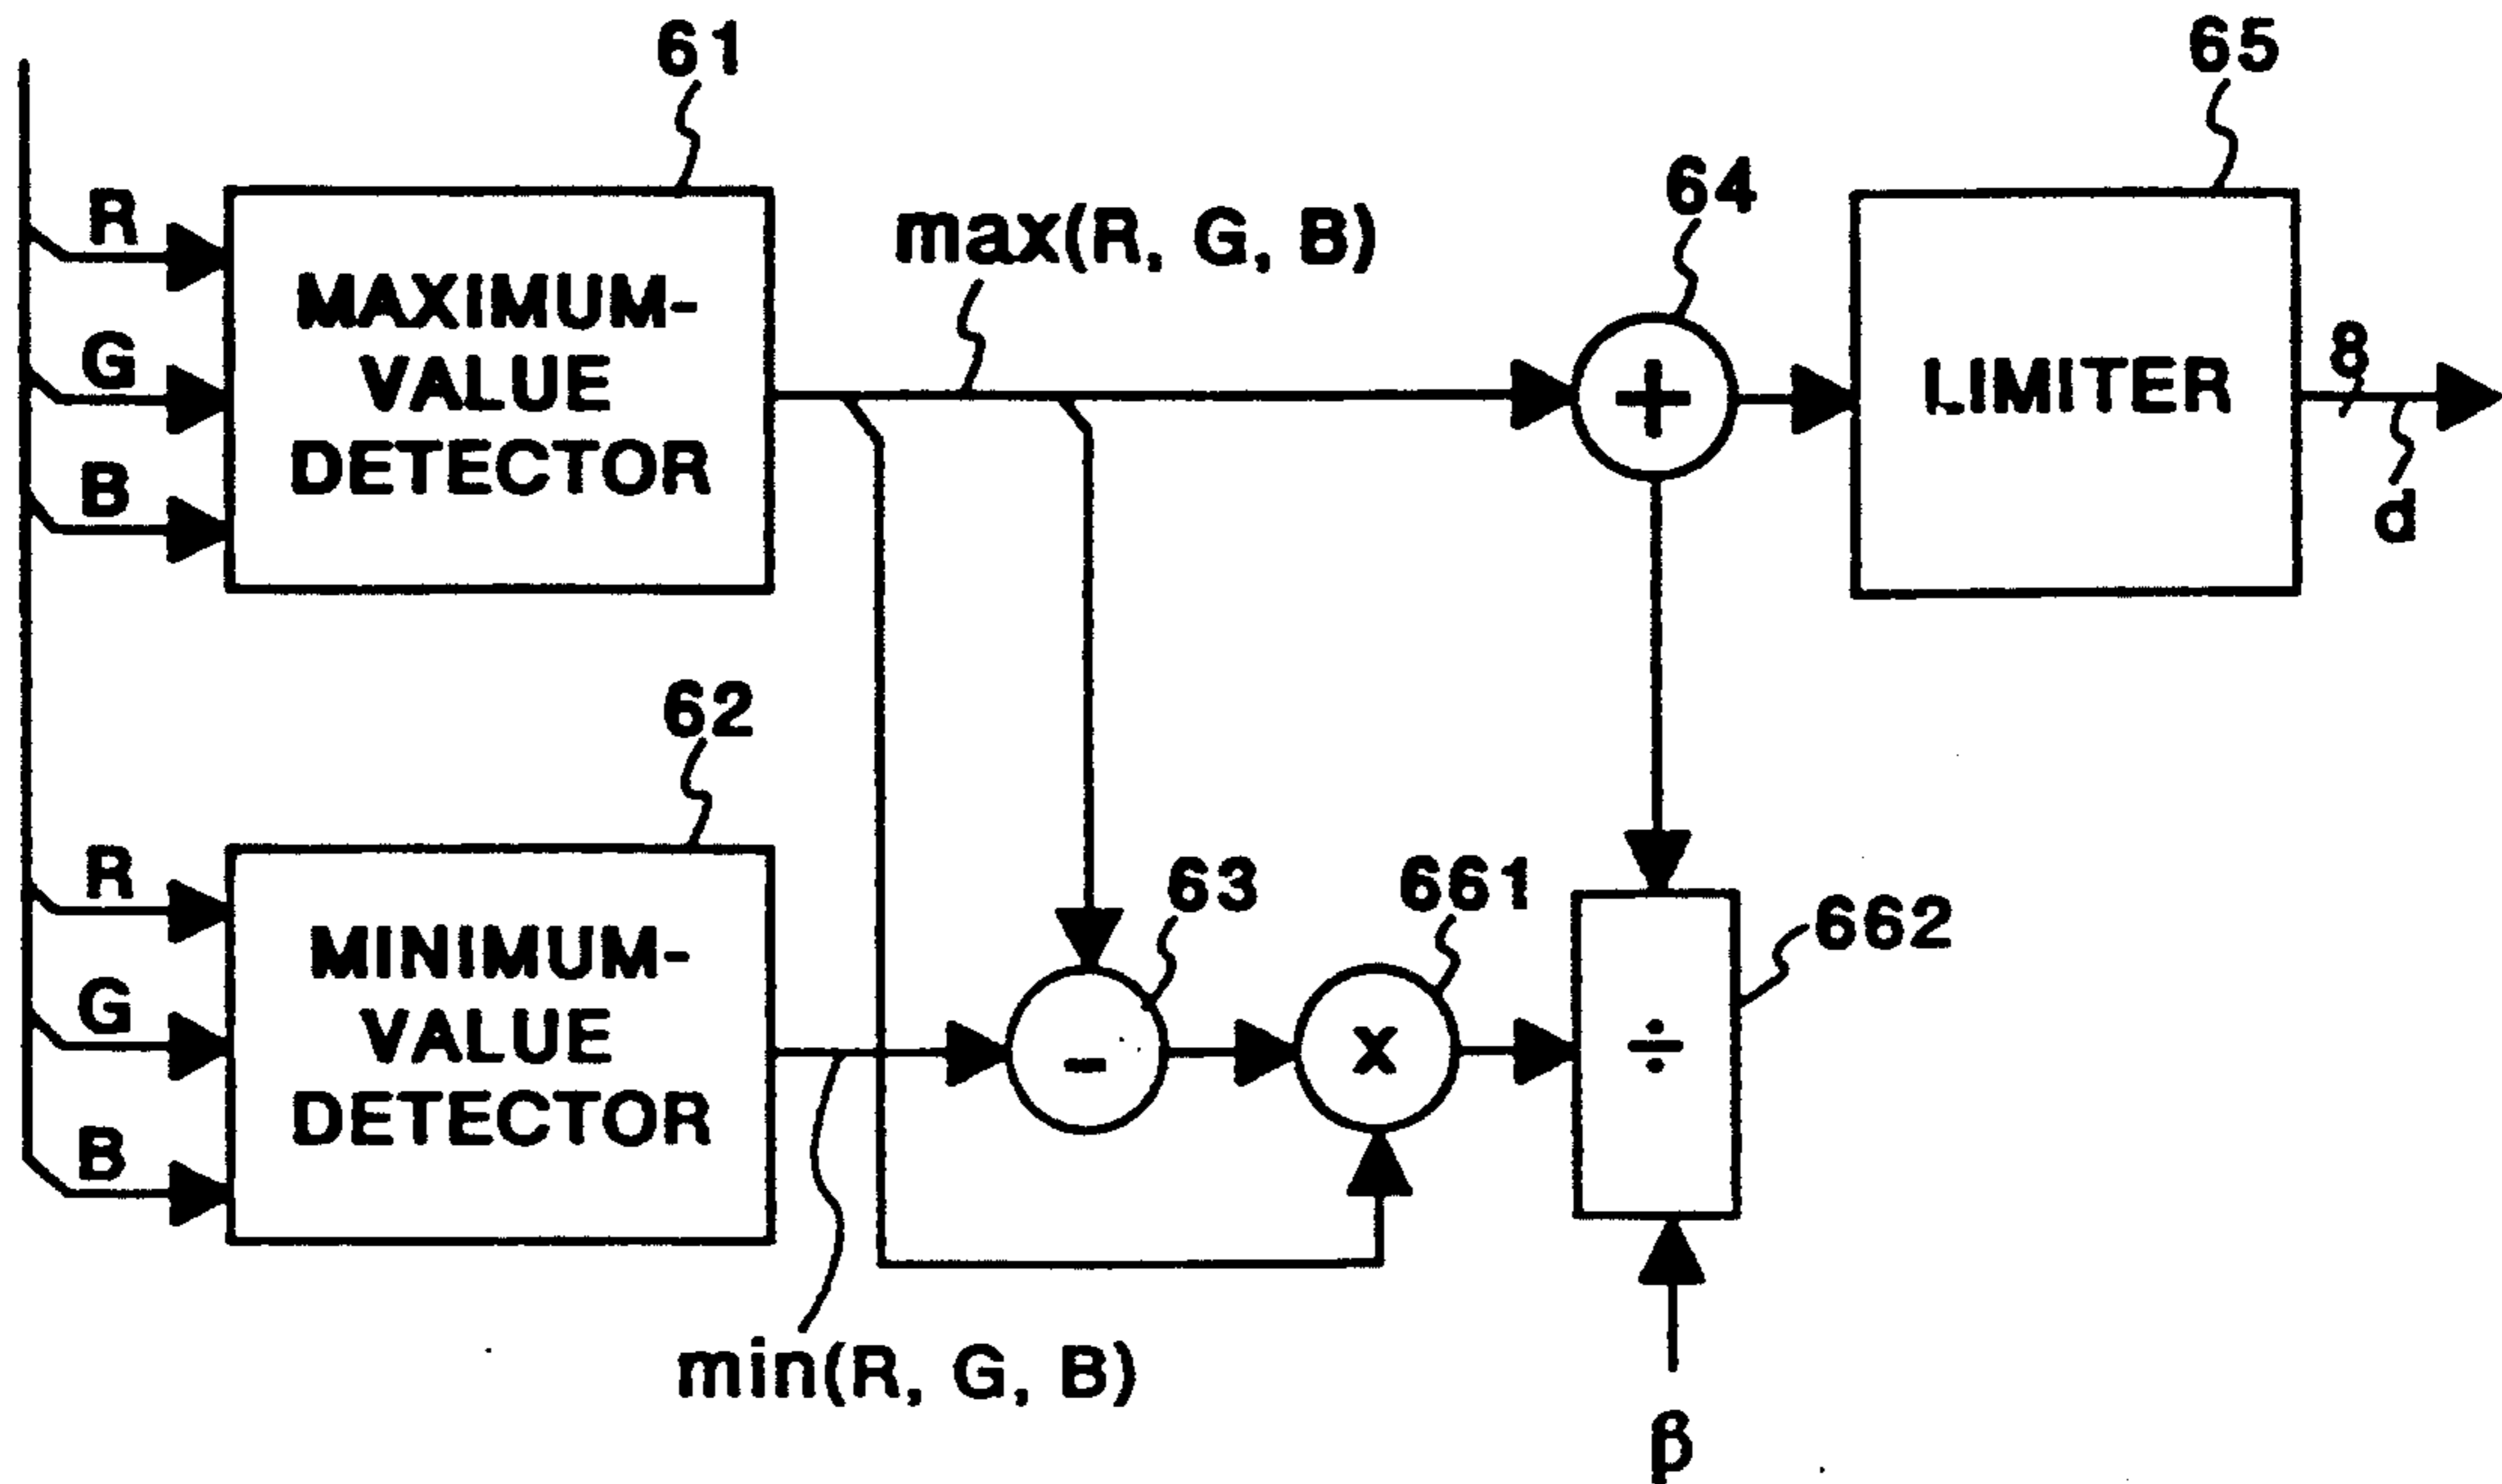 61
65
R
64
max(R, G, B)
MAXIMUM-
VALUE
DETECTOR
G
+
LIMITER
8
B
d
62
R
63
661
662
MINIMUM-
VALUE
DETECTOR
G
-
x
÷
B
min(R, G, B)
β